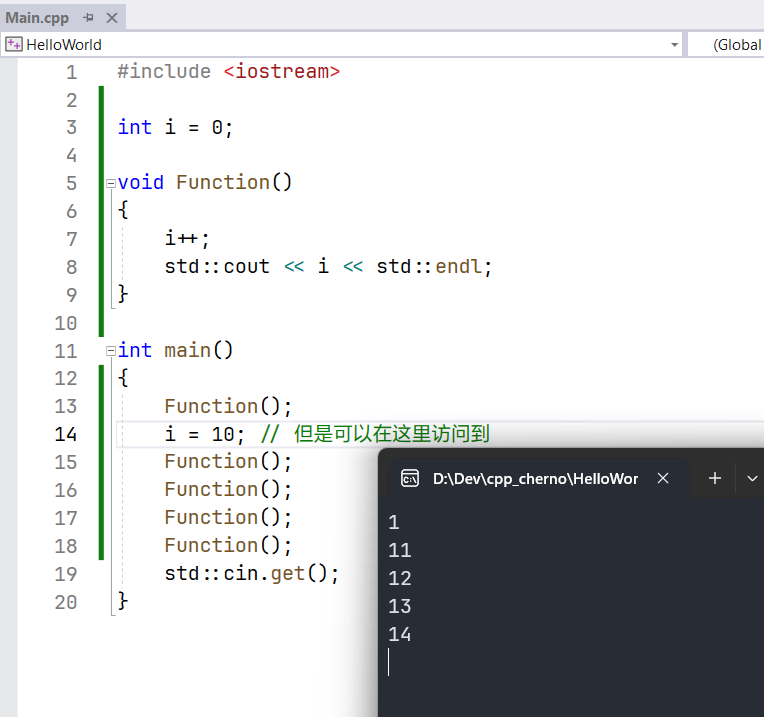 Main.cpp
HelloWorld
(Global
1 #include <iostream>
2
3 int i = 0;
4
5 void Function()
6 {
7 i++;
8 std::cout << i << std::endl;
9 }
10
11 int main()
12 {
13 Function();
14 i = 10; // 但是可以在这里访问到
15 Function();
16 Function();
17 Function();
18 Function();
19 std::cin.get();
20 }
D:\Dev\cpp_cherno\HelloWor
1
11
12
13
14